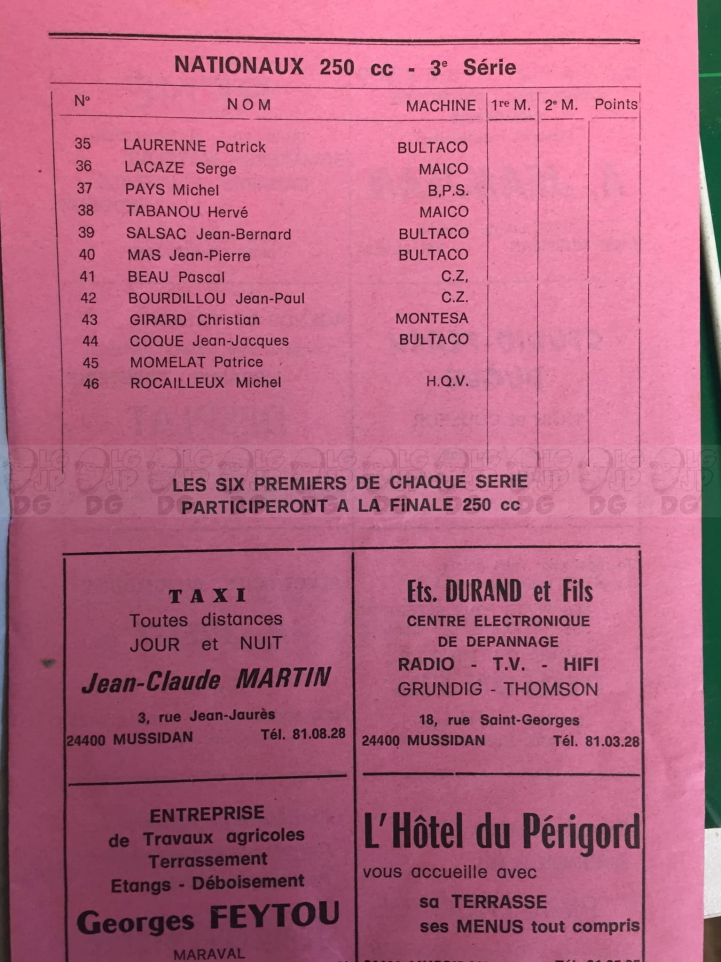 NATIONAUX 250 cc - 3e Série
N° NOM MACHINE 1re M. 2e M. Points
35 LAURENNE Patrick BULTACO
36 LACAZE Serge MAICO
37 PAYS Michel B,P.S.
38 TABANOU Hervé MAICO
39 SALSAC Jean-Bernard BULTACO
40 MAS Jean-Pierre BULTACO
41 BEAU Pascal C.Z,
42 BOURDILLOU Jean-Paul C.Z.
43 GIRARD Christian MONTESA
44 COQUE Jean-Jacques BULTACO
45 MOMELAT Patrice
46 ROCAILLEUX Michel H.Q.V.
LES SIX PREMIERS DE CHAQUE SERIE
PARTICIPERONT A LA FINALE 250 cc
TAXI
Toutes distances
JOUR et NUIT
Jean-Claude MARTIN
3, rue Jean-Jaurès
24400 MUSSIDAN Tél. 81.08.28
Ets. DURAND et Fils
CENTRE ELECTRONIQUE
DE DEPANNAGE
RADIO - T.V. - HIFI
GRUNDIG - THOMSON
18, rue Saint-Georges
24400 MUSSIDAN Tél. 81.03.28
ENTREPRISE
de Travaux agricoles
Terrassement
Etangs - Déboisement
Georges FEYTOU
MARAVAL
L'Hôtel du Périgord
vous accueille avec
sa TERRASSE
ses MENUS tout compris